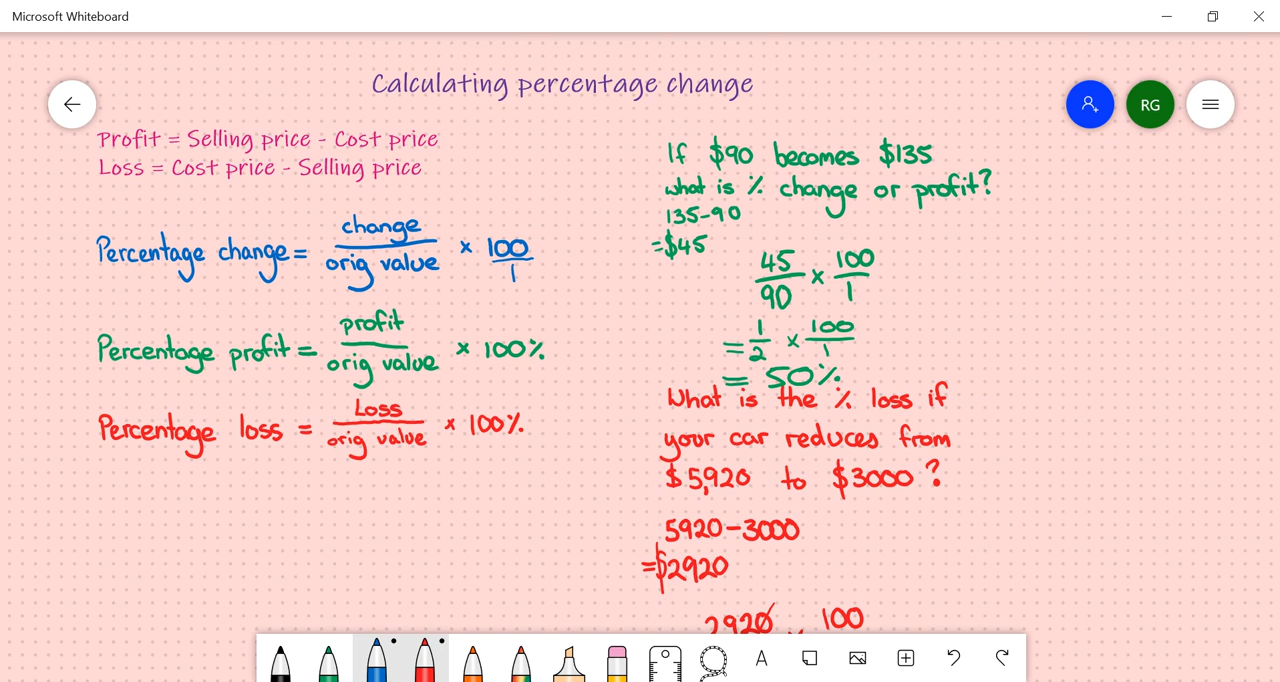 Microsoft Whiteboard
Calculating percentage change
RG
Profit = Selling price - Cost price
Loss = Cost price - Selling price
Percentage change = change / orig value × 100 / 1
Percentage profit = profit / orig value × 100%
Percentage loss = Loss / orig value × 100%
If $90 becomes $135
what is % change or profit?
135-90
= $45
45 / 90 × 100 / 1
= 1 / 2 × 100 / 1
= 50%
What is the % loss if
your car reduces from
$5,920 to $3000?
5920-3000
= $2920
2920 × 100